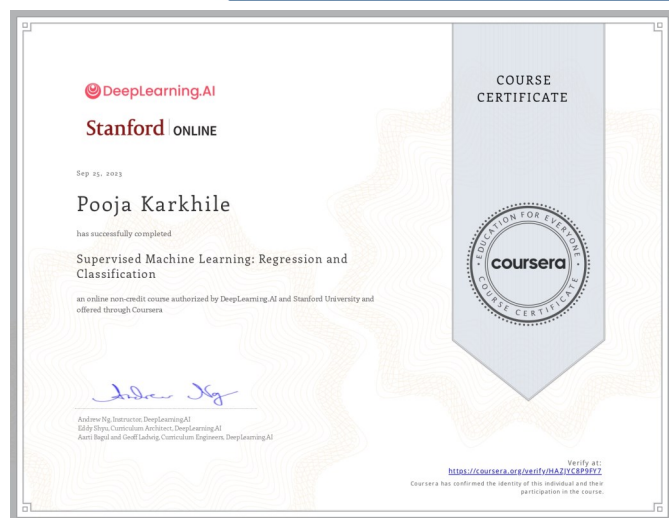 DeepLearning.AI
Stanford ONLINE
Sep 25, 2023
Pooja Karkhile
has successfully completed
Supervised Machine Learning: Regression and
Classification
an online non-credit course authorized by DeepLearning.AI and Stanford University and
offered through Coursera
Andrew Ng
Andrew Ng, Instructor, DeepLearning.AI
Eddy Shyu, Curriculum Architect, DeepLearning.AI
Aarti Bagul and Geoff Ladwig, Curriculum Engineers, DeepLearning.AI
COURSE
CERTIFICATE
EDUCATION FOR EVERYONE
coursera
COURSE CERTIFICATE
Verify at:
https://coursera.org/verify/HAZJYC8P9FY7
Coursera has confirmed the identity of this individual and their
participation in the course.